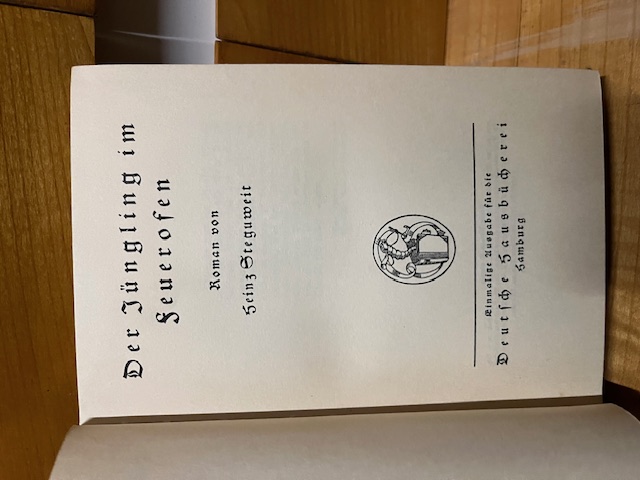 Der Jüngling im
Feuerofen
Roman von
Heinz Steguweit
Einmalige Ausgabe für die
Deutsche Hausbücherei
Hamburg